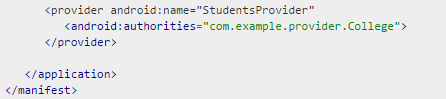 <provider android:name="StudentsProvider"
<android:authorities="com.example.provider.College">
</provider>
</application>
</manifest>